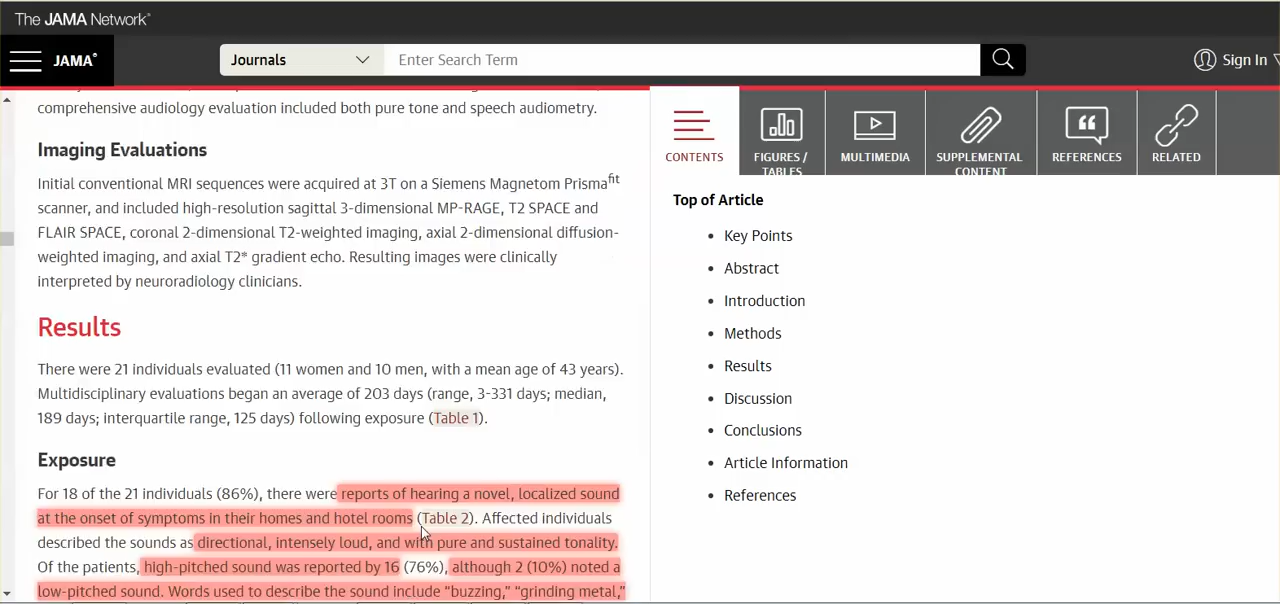 The JAMA Network®
JAMA®
Journals
Enter Search Term
Sign In
comprehensive audiology evaluation included both pure tone and speech audiometry.
Imaging Evaluations
Initial conventional MRI sequences were acquired at 3T on a Siemens Magnetom Prismafit
scanner, and included high-resolution sagittal 3-dimensional MP-RAGE, T2 SPACE and
FLAIR SPACE, coronal 2-dimensional T2-weighted imaging, axial 2-dimensional diffusion-
weighted imaging, and axial T2* gradient echo. Resulting images were clinically
interpreted by neuroradiology clinicians.
Results
There were 21 individuals evaluated (11 women and 10 men, with a mean age of 43 years).
Multidisciplinary evaluations began an average of 203 days (range, 3-331 days; median,
189 days; interquartile range, 125 days) following exposure (Table 1).
Exposure
For 18 of the 21 individuals (86%), there were reports of hearing a novel, localized sound
at the onset of symptoms in their homes and hotel rooms (Table 2). Affected individuals
described the sounds as directional, intensely loud, and with pure and sustained tonality.
Of the patients, high-pitched sound was reported by 16 (76%), although 2 (10%) noted a
low-pitched sound. Words used to describe the sound include “buzzing,” “grinding metal,”
CONTENTS
FIGURES /
TABLES
MULTIMEDIA
SUPPLEMENTAL
CONTENT
REFERENCES
RELATED
Top of Article
• Key Points
• Abstract
• Introduction
• Methods
• Results
• Discussion
• Conclusions
• Article Information
• References